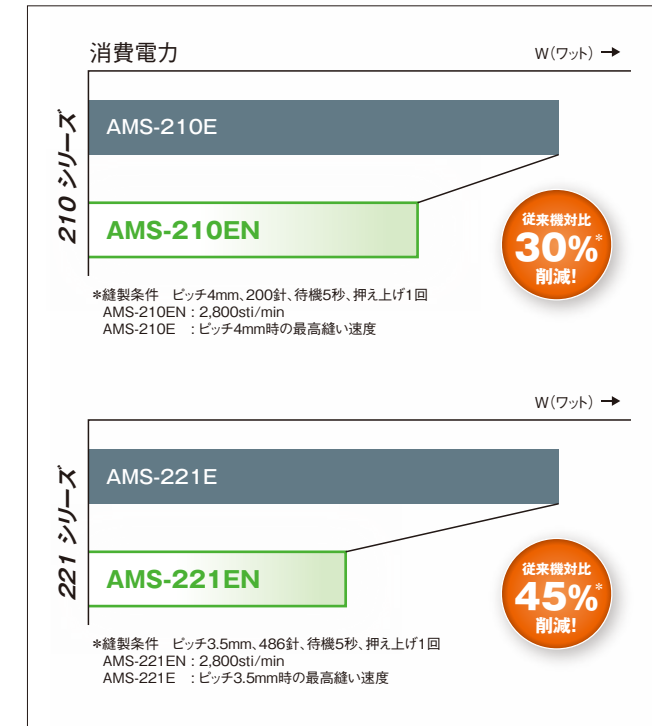 消費電力
W(ワット) →
210 シリーズ
AMS-210E
AMS-210EN
従来機対比
30%*
削減!
*縫製条件 ピッチ4mm、200針、待機5秒、押え上げ1回
AMS-210EN : 2,800sti/min
AMS-210E : ピッチ4mm時の最高縫い速度
W(ワット) →
221 シリーズ
AMS-221E
AMS-221EN
従来機対比
45%*
削減!
*縫製条件 ピッチ3.5mm、486針、待機5秒、押え上げ1回
AMS-221EN : 2,800sti/min
AMS-221E : ピッチ3.5mm時の最高縫い速度